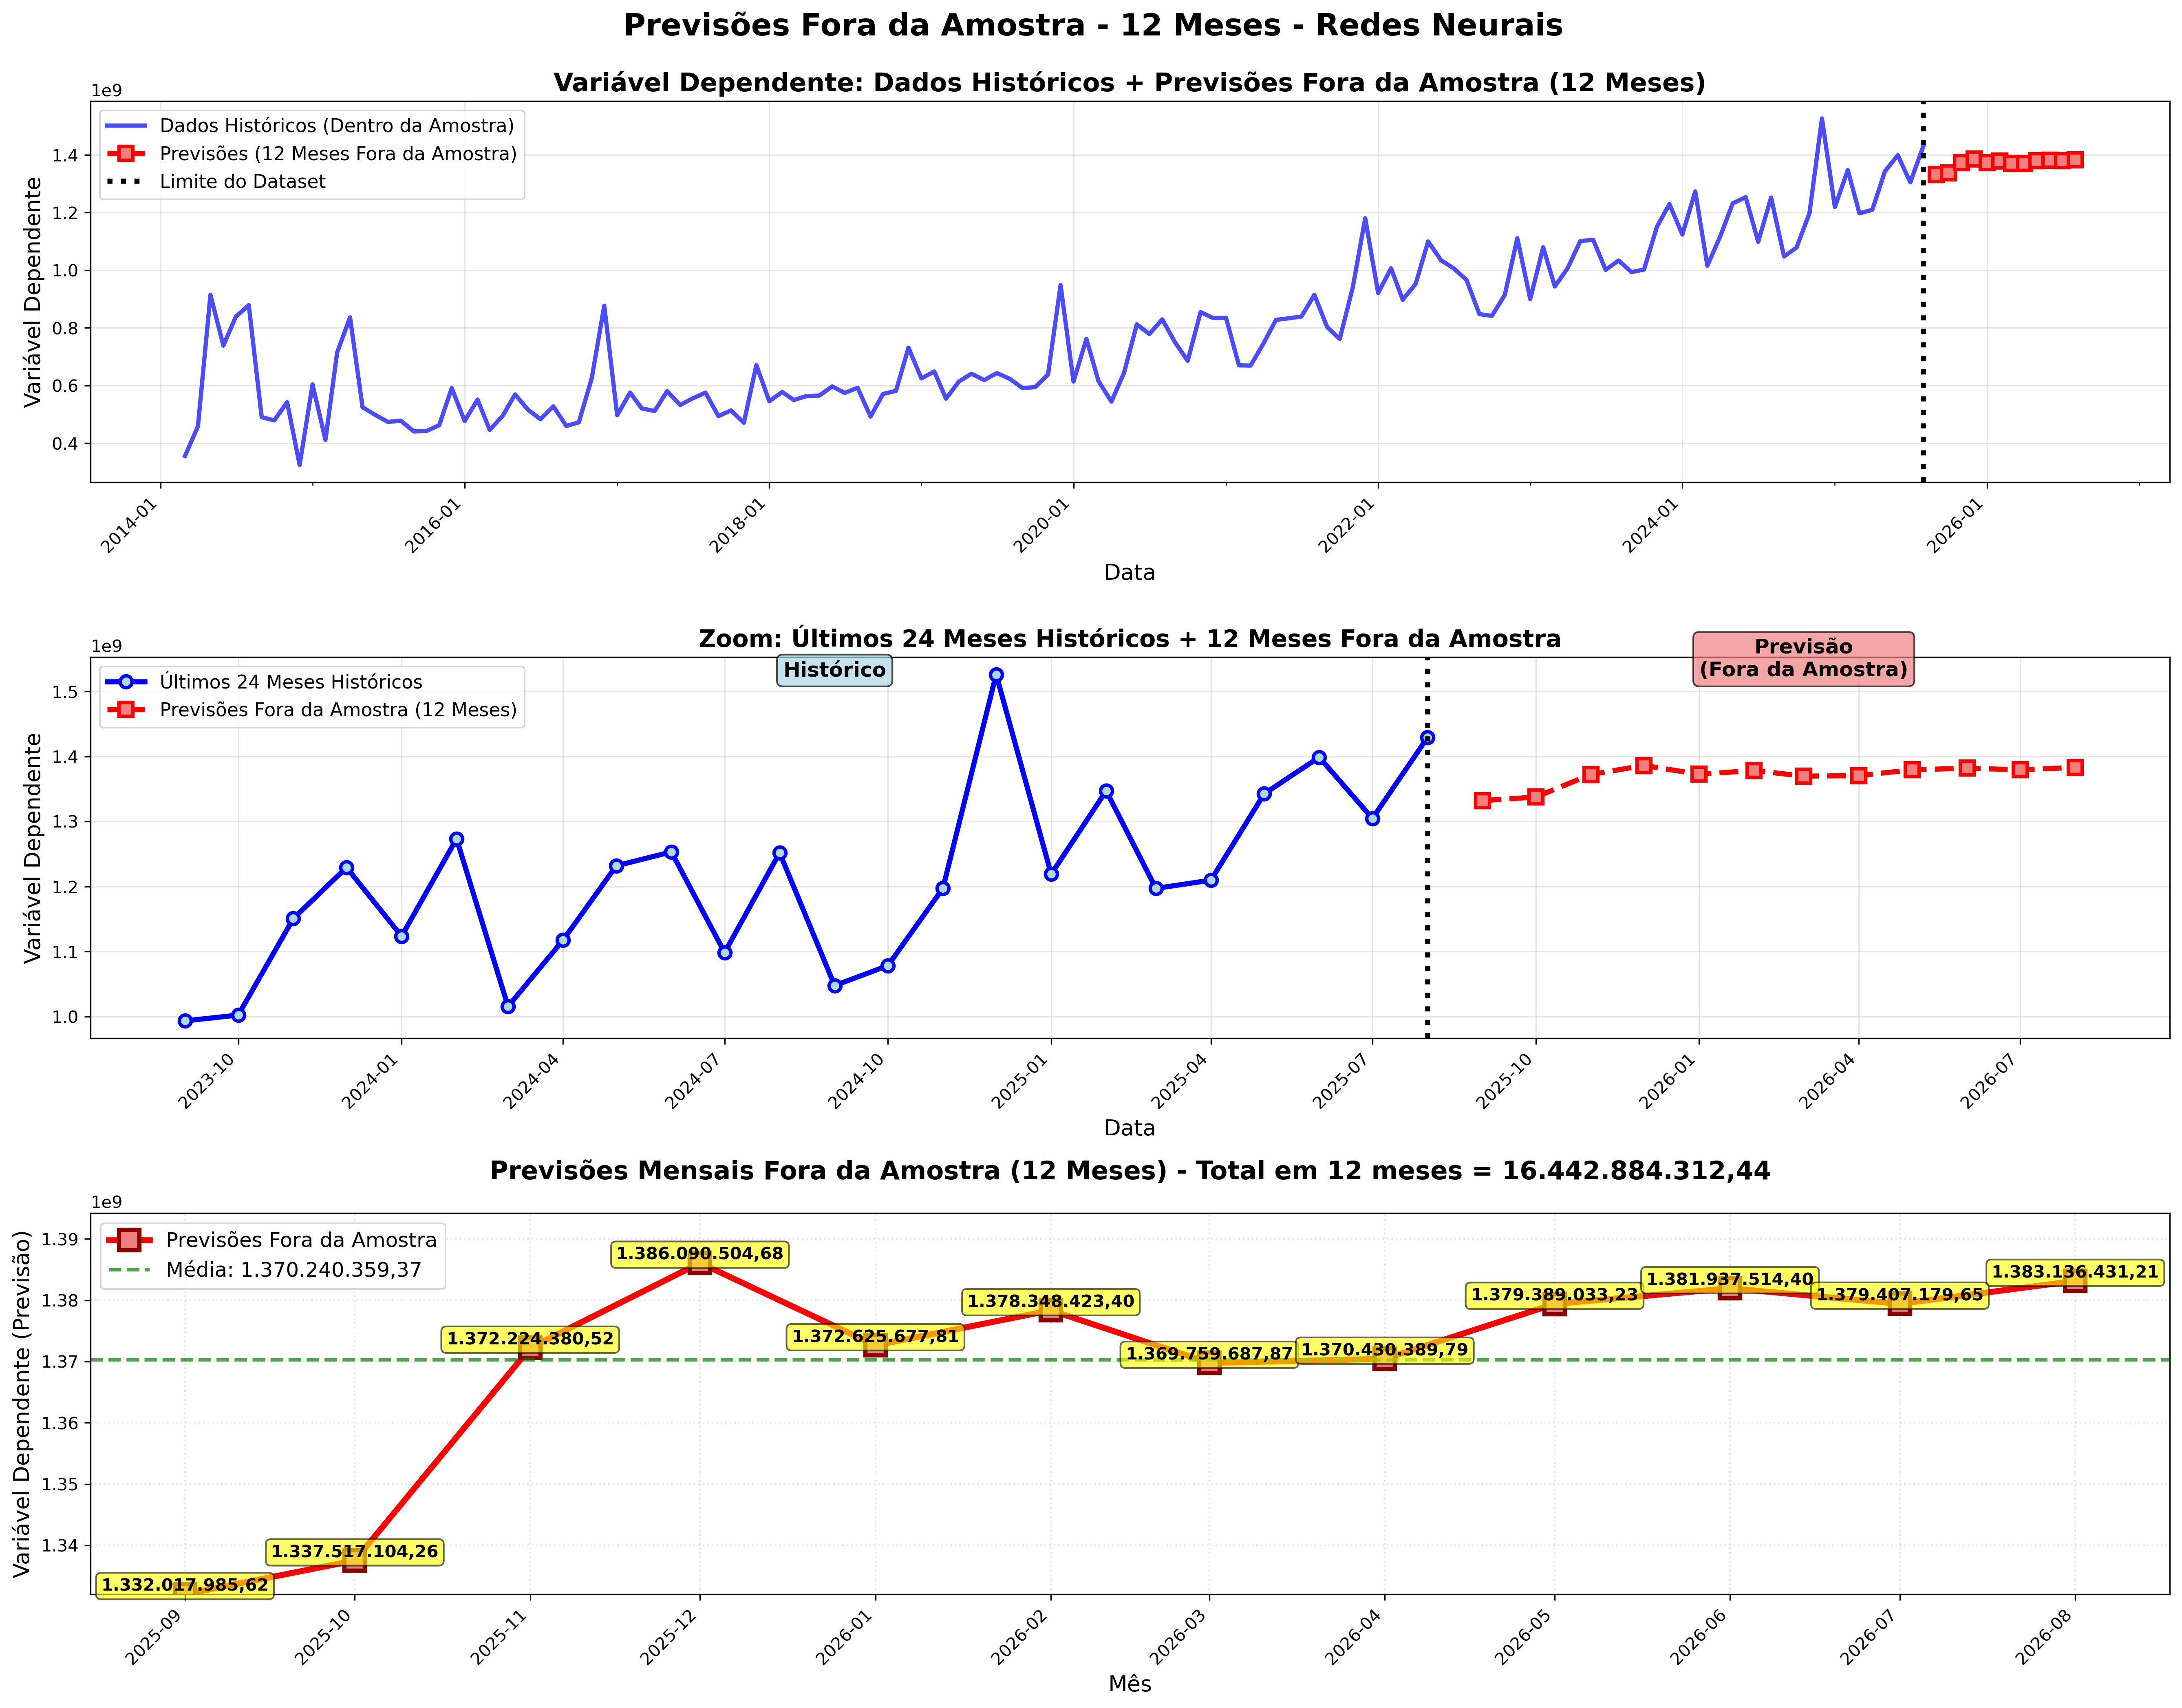 Previsões Fora da Amostra - 12 Meses - Redes Neurais
Variável Dependente: Dados Históricos + Previsões Fora da Amostra (12 Meses)
1e9
Dados Históricos (Dentro da Amostra)
Previsões (12 Meses Fora da Amostra)
Limite do Dataset
Variável Dependente
1.4
1.2
1.0
0.8
0.6
0.4
2014-01
2016-01
2018-01
2020-01
2022-01
2024-01
2026-01
Data
Zoom: Últimos 24 Meses Históricos + 12 Meses Fora da Amostra
1e9
Últimos 24 Meses Históricos
Previsões Fora da Amostra (12 Meses)
Histórico
Previsão
(Fora da Amostra)
Variável Dependente
1.5
1.4
1.3
1.2
1.1
1.0
2023-10
2024-01
2024-04
2024-07
2024-10
2025-01
2025-04
2025-07
2025-10
2026-01
2026-04
2026-07
Data
Previsões Mensais Fora da Amostra (12 Meses) - Total em 12 meses = 16.442.884.312,44
1e9
Previsões Fora da Amostra
Média: 1.370.240.359,37
Variável Dependente (Previsão)
1.39
1.38
1.37
1.36
1.35
1.34
1.332.017.985,62
1.337.517.104,26
1.372.224.380,52
1.386.090.504,68
1.372.625.677,81
1.378.348.423,40
1.369.759.687,87
1.370.430.389,79
1.379.389.033,23
1.381.937.514,40
1.379.407.179,65
1.383.136.431,21
2025-09
2025-10
2025-11
2025-12
2026-01
2026-02
2026-03
2026-04
2026-05
2026-06
2026-07
2026-08
Mês